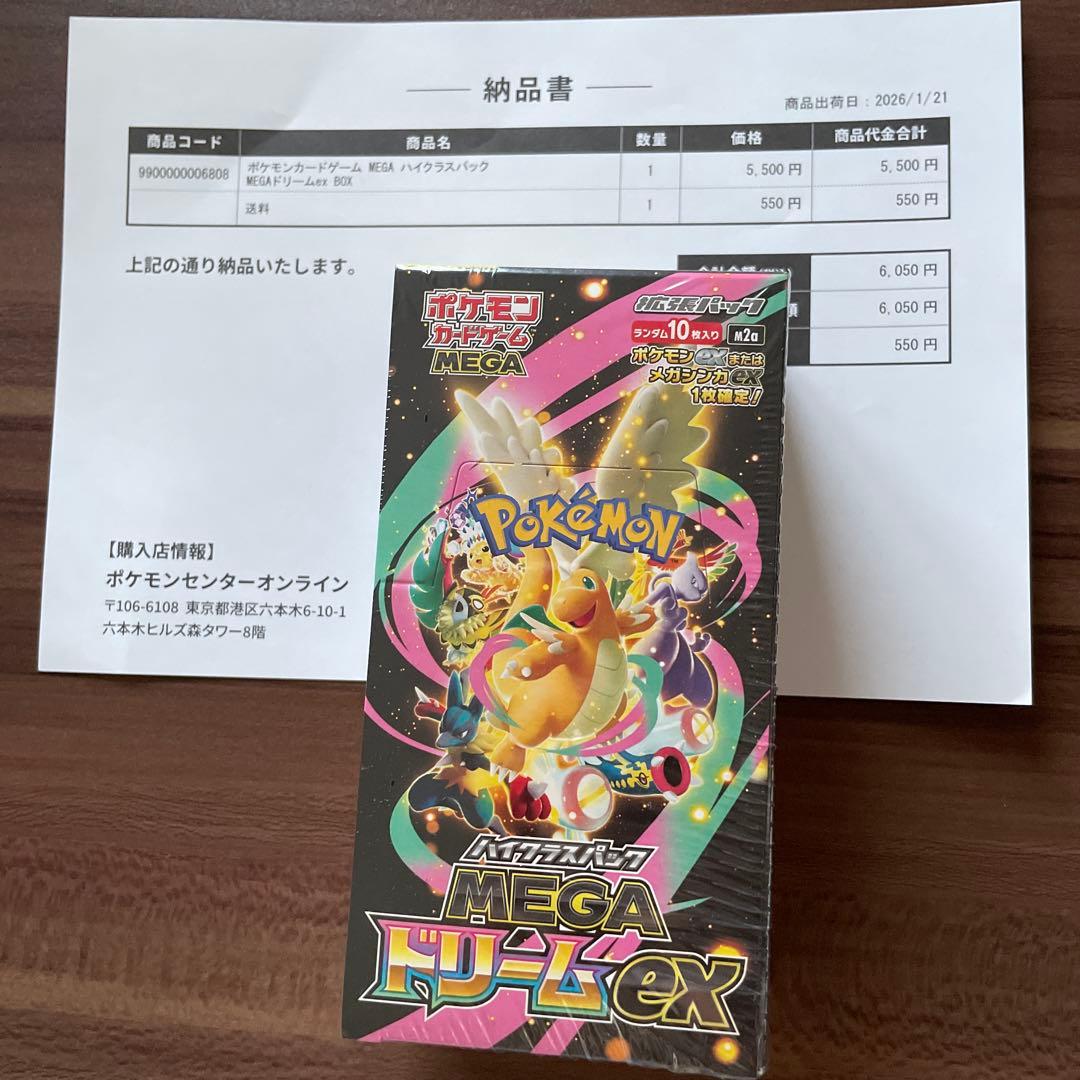 納品書
商品出荷日：2026/1/21
商品コード 商品名 数量 価格 商品代金合計
9900000006808 ポケモンカードゲーム MEGA ハイクラスパック 1 5,500 円 5,500 円
MEGAドリームex BOX
送料 1 550 円 550 円
上記の通り納品いたします。
6,050 円
6,050 円
550 円
ポケモン
カードゲーム
MEGA
拡張パック
ランダム10枚入り M2a
ポケモンexまたは
メガシンカex
1枚確定!
Pokémon
【購入店情報】
ポケモンセンターオンライン
〒106-6108 東京都港区六本木6-10-1
六本木ヒルズ森タワー8階
ハイクラスパック
MEGA
ドリームex